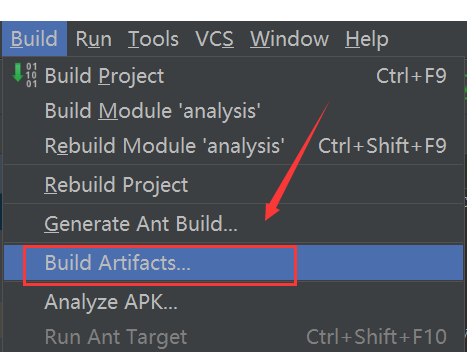 Build Run Tools VCS Window Help
Build Project Ctrl+F9
Build Module 'analysis'
Rebuild Module 'analysis' Ctrl+Shift+F9
Rebuild Project
Generate Ant Build...
Build Artifacts...
Analyze APK...
Run Ant Target Ctrl+Shift+F10